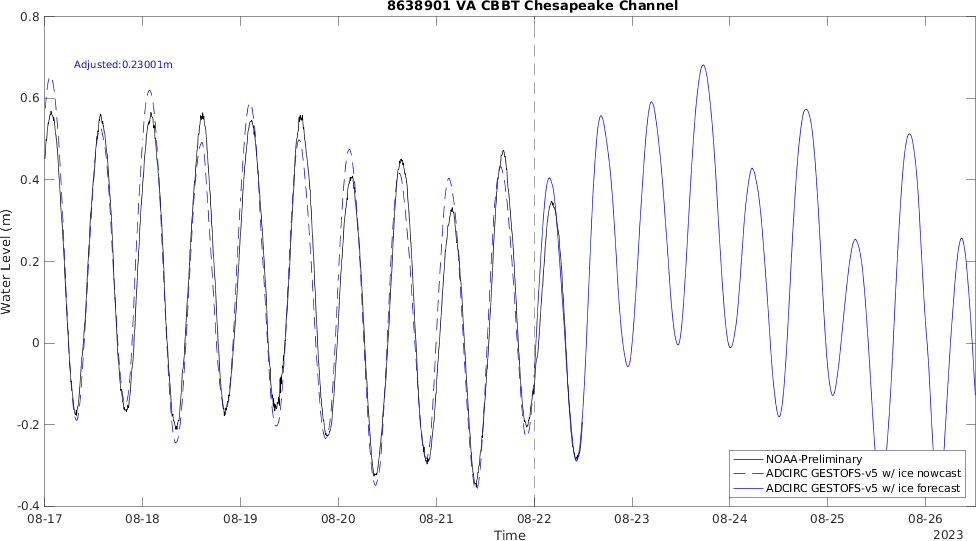 8638901 VA CBBT Chesapeake Channel
0.8
Adjusted:0.23001m
0.6
0.4
0.2
0
-0.2
-0.4
Water Level (m)
NOAA-Preliminary
ADCIRC GESTOFS-v5 w/ ice nowcast
ADCIRC GESTOFS-v5 w/ ice forecast
08-17 08-18 08-19 08-20 08-21 08-22 08-23 08-24 08-25 08-26
Time
2023